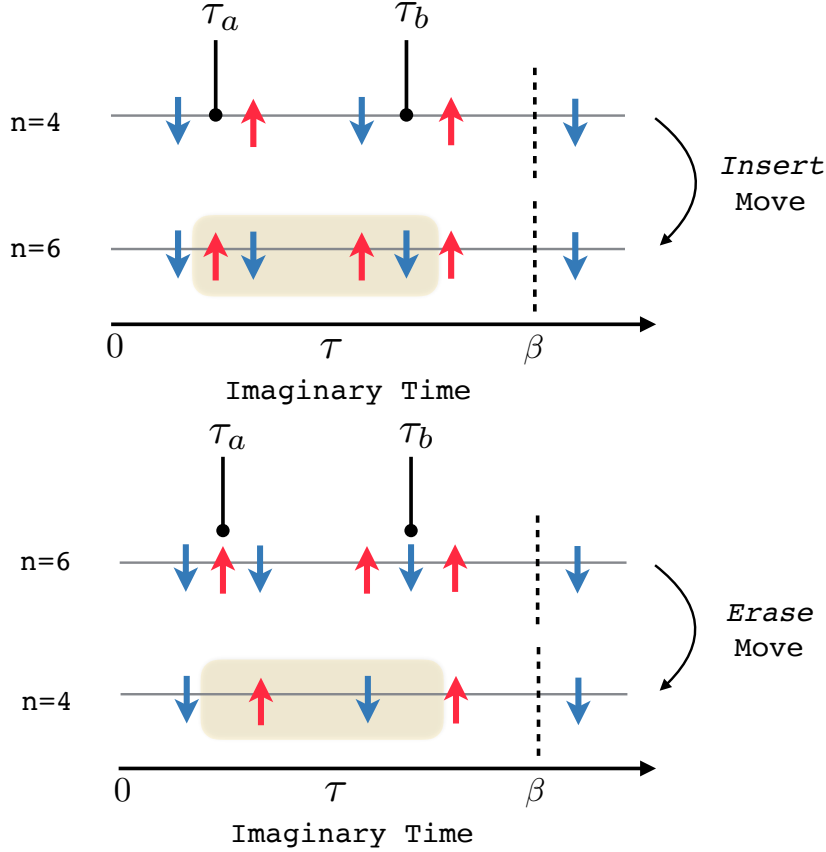 τa τb
n=4
Insert
Move
n=6
0 τ β
Imaginary Time
τa τb
n=6
Erase
Move
n=4
0 τ β
Imaginary Time